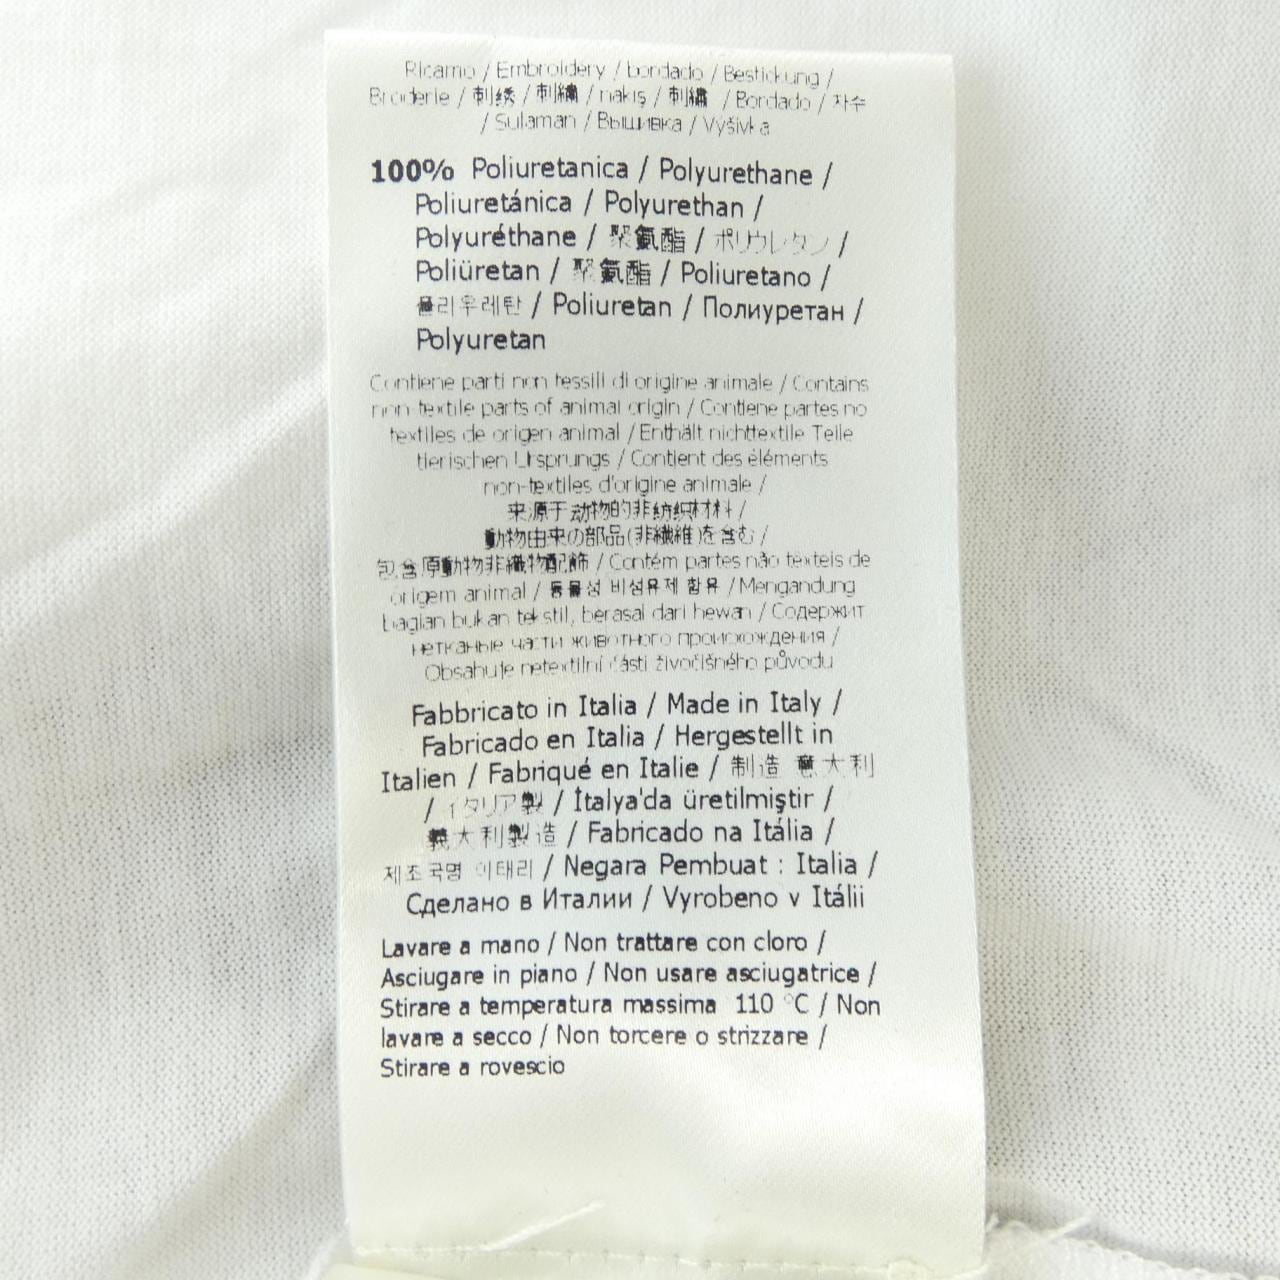 Ricamo / Embroidery / bordado / Bestickung /
Broderie / 刺绣 / 刺繍 / nakış / 刺繡 / Bordado / 자수
/ Sulaman / Вышивка / Výšivka
100% Poliuretanica / Polyurethane /
Poliuretánica / Polyurethan /
Polyuréthane / 聚氨酯 / ポリウレタン /
Poliüretan / 聚氨酯 / Poliuretano /
폴리우레탄 / Poliuretan / Полиуретан /
Polyuretan
Contiene parti non tessili di origine animale / Contains
non-textile parts of animal origin / Contiene partes no
textiles de origen animal / Enthält nichttextile Teile
tierischen Ursprungs / Contient des éléments
non-textiles d'origine animale /
来源于动物的非纺织材料 /
動物由来の部品(非繊維)を含む /
包含原動物非織物配飾 / Contém partes não têxteis de
origem animal / 동물성 비섬유제 함유 / Mengandung
bagian bukan tekstil, berasal dari hewan / Содержит
нетканые части животного происхождения /
Obsahuje netextilní části živočišného původu
Fabbricato in Italia / Made in Italy /
Fabricado en Italia / Hergestellt in
Italien / Fabriqué en Italie / 制造 意大利
/ イタリア製 / İtalya'da üretilmiştir /
義大利製造 / Fabricado na Itália /
제조국명 이태리 / Negara Pembuat : Italia /
Сделано в Италии / Vyrobeno v Itálii
Lavare a mano / Non trattare con cloro /
Asciugare in piano / Non usare asciugatrice /
Stirare a temperatura massima 110 °C / Non
lavare a secco / Non torcere o strizzare /
Stirare a rovescio